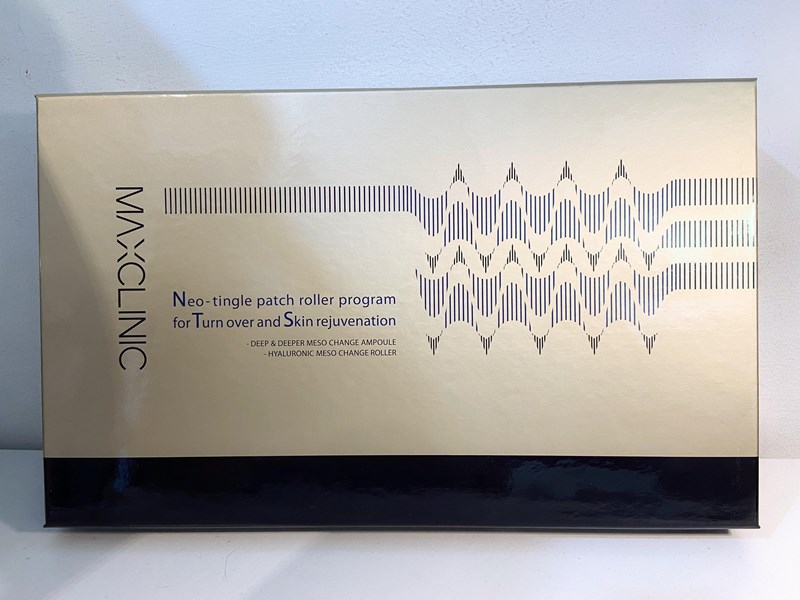 MAXCLINIC
Neo-tingle patch roller program
for Turn over and Skin rejuvenation
- DEEP & DEEPER MESO CHANGE AMPOULE
- HYALURONIC MESO CHANGE ROLLER